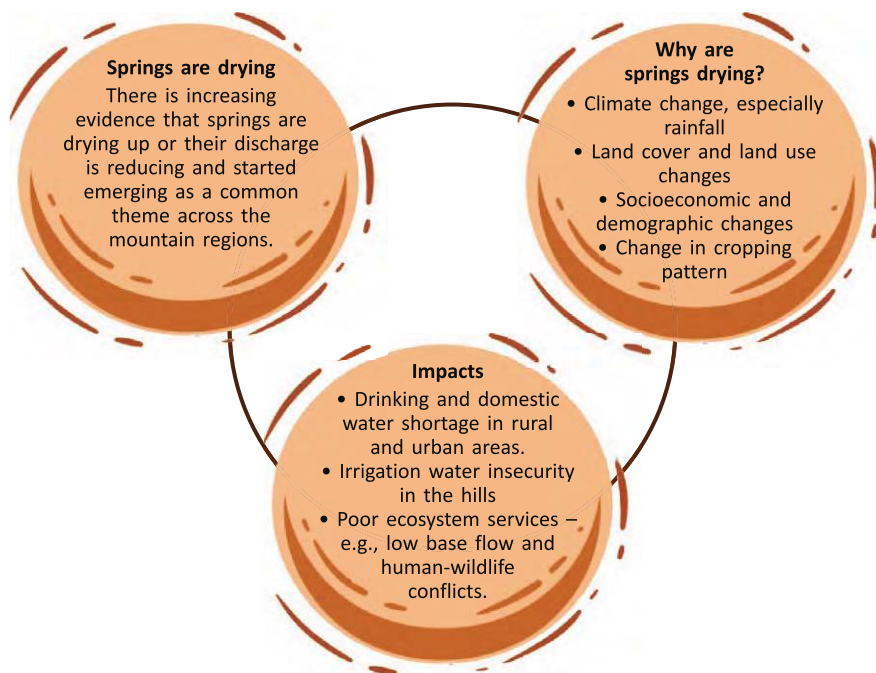 Springs are drying
There is increasing
evidence that springs are
drying up or their discharge
is reducing and started
emerging as a common
theme across the
mountain regions.
Why are
springs drying?
• Climate change, especially
rainfall
• Land cover and land use
changes
• Socioeconomic and
demographic changes
• Change in cropping
pattern
Impacts
• Drinking and domestic
water shortage in rural
and urban areas.
• Irrigation water insecurity
in the hills
• Poor ecosystem services –
e.g., low base flow and
human-wildlife
conflicts.